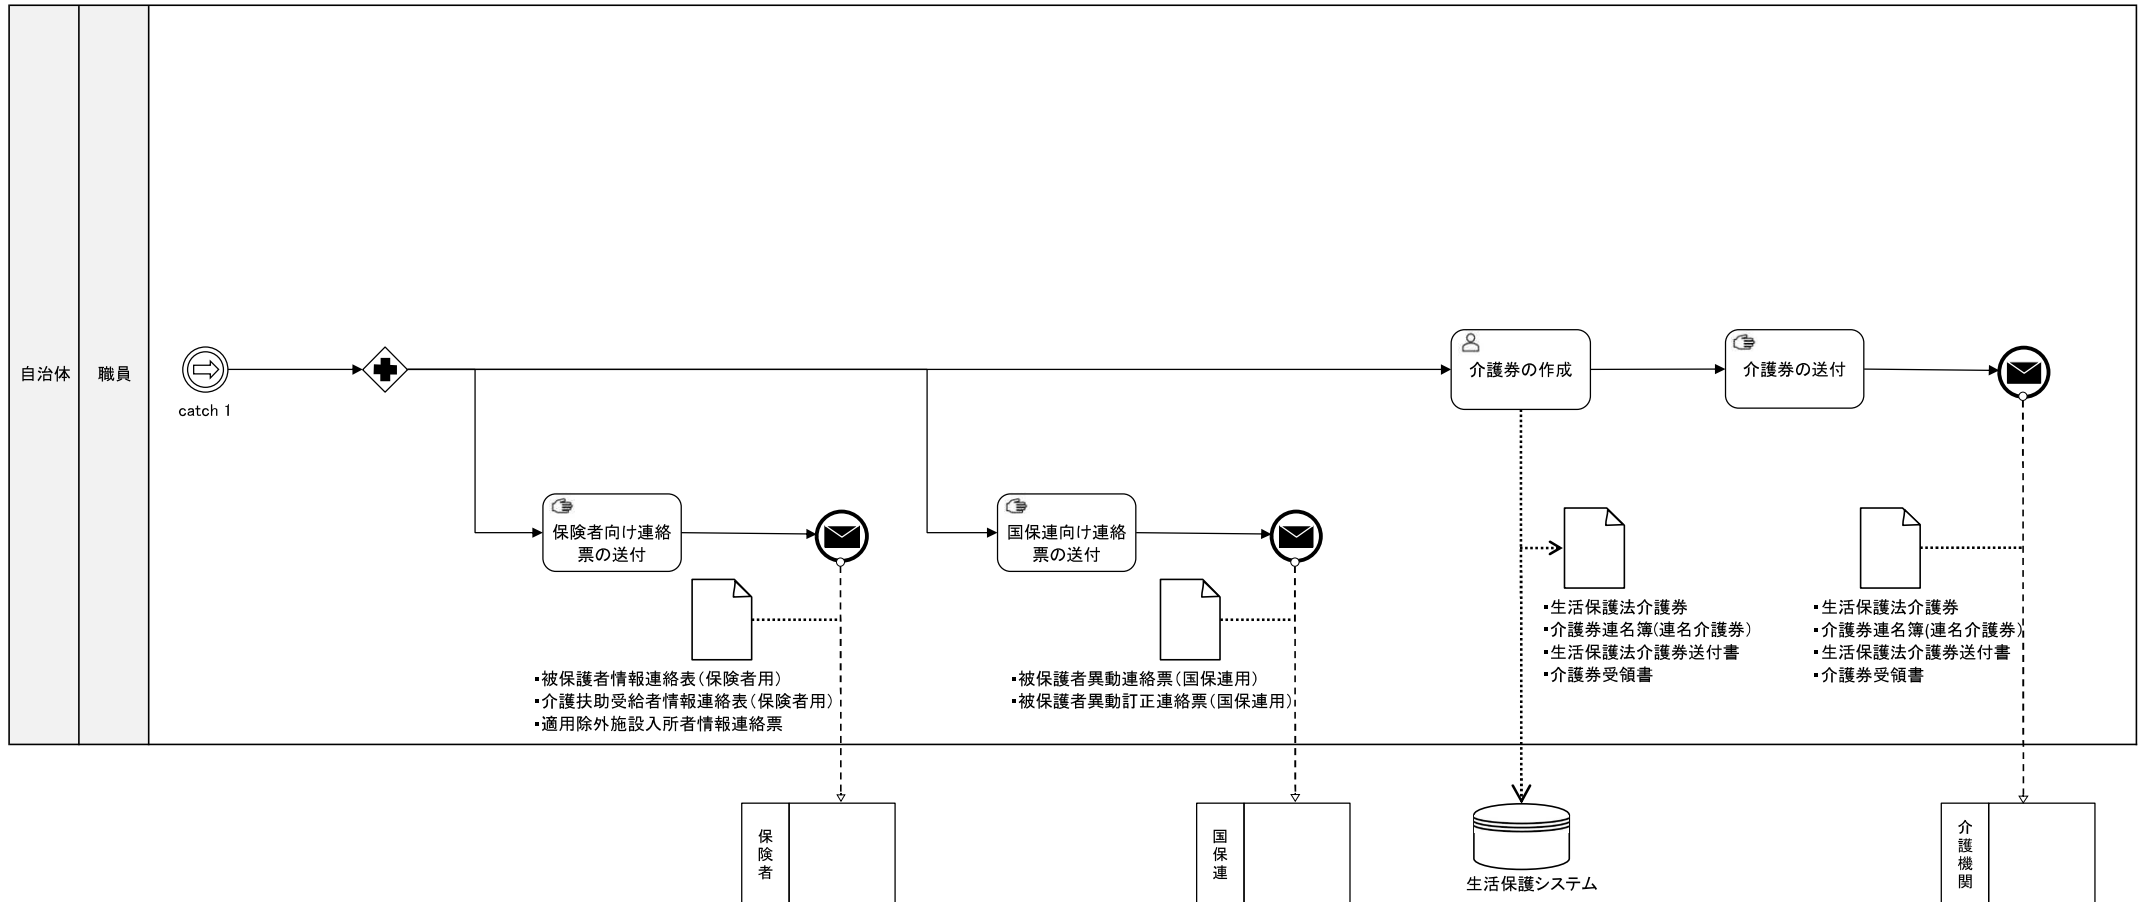 自治体
職員
catch 1
介護券の作成
介護券の送付
保険者向け連絡
票の送付
国保連向け連絡
票の送付
▪被保護者情報連絡表(保険者用)
▪介護扶助受給者情報連絡表(保険者用)
▪適用除外施設入所者情報連絡票
▪被保護者異動連絡票(国保連用)
▪被保護者異動訂正連絡票(国保連用)
▪生活保護法介護券
▪介護券連名簿(連名介護券)
▪生活保護法介護券送付書
▪介護券受領書
▪生活保護法介護券
▪介護券連名簿(連名介護券)
▪生活保護法介護券送付書
▪介護券受領書
保険者
国保連
生活保護システム
介護機関